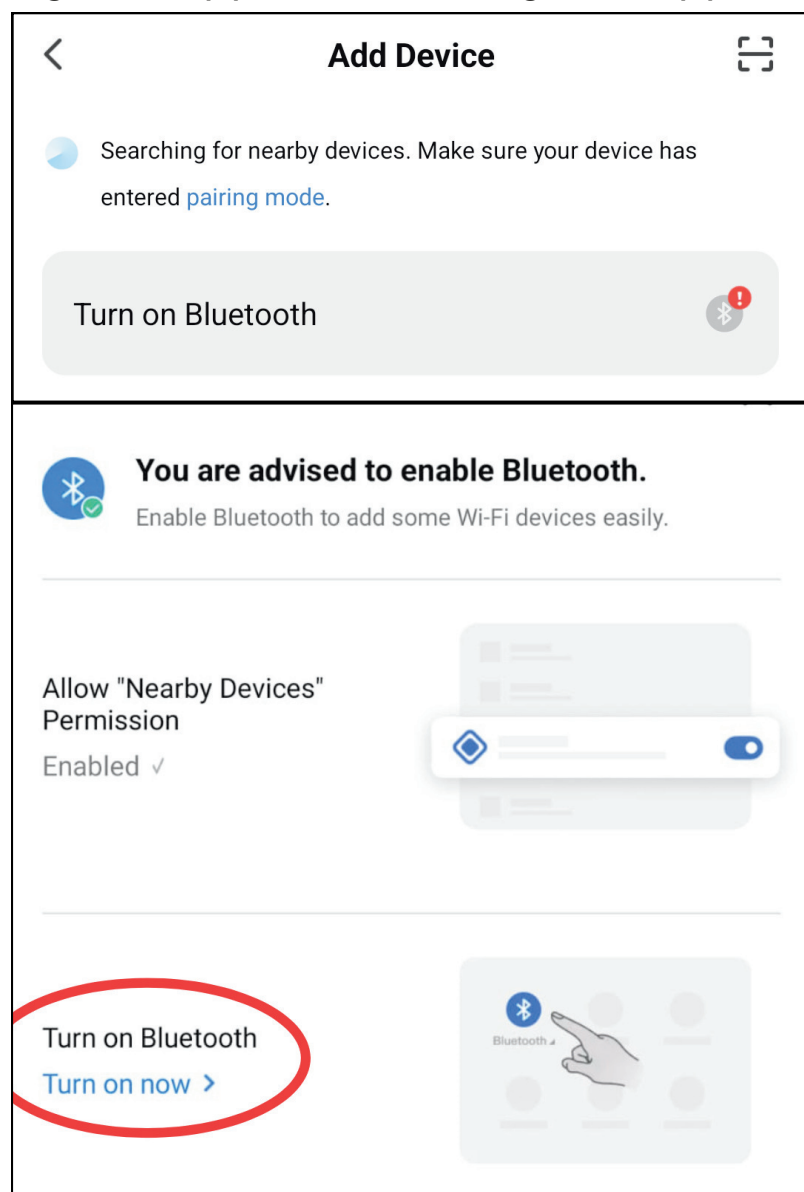 Add Device
Searching for nearby devices. Make sure your device has
entered pairing mode.
Turn on Bluetooth
You are advised to enable Bluetooth.
Enable Bluetooth to add some Wi-Fi devices easily.
Allow "Nearby Devices"
Permission
Enabled ✓
Turn on Bluetooth
Turn on now >
Bluetooth